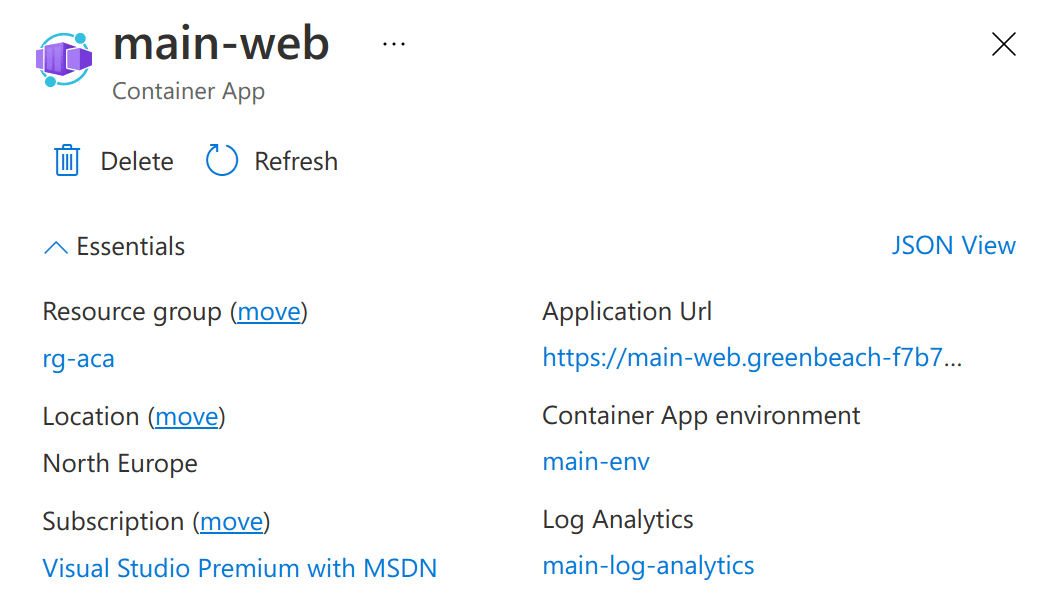 main-web ...
Container App
Delete Refresh
Essentials
JSON View
Resource group (move)
rg-aca
Location (move)
North Europe
Subscription (move)
Visual Studio Premium with MSDN
Application Url
https://main-web.greenbeach-f7b7...
Container App environment
main-env
Log Analytics
main-log-analytics